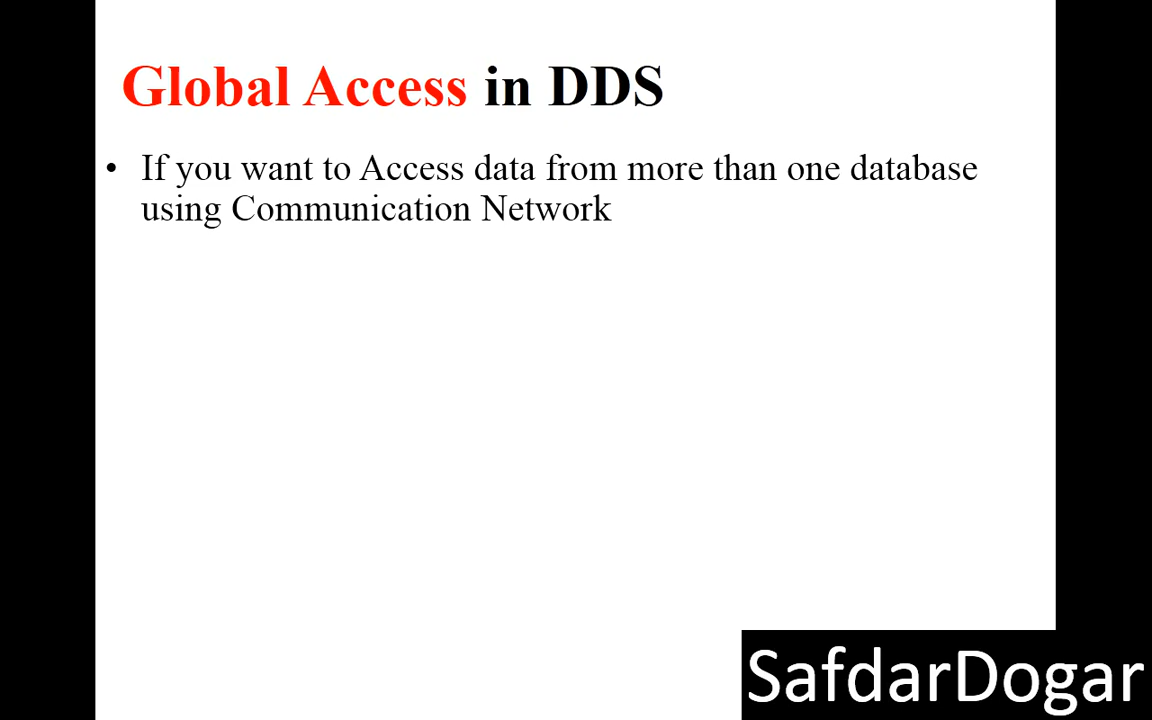 Global Access in DDS
• If you want to Access data from more than one database
using Communication Network
SafdarDogar